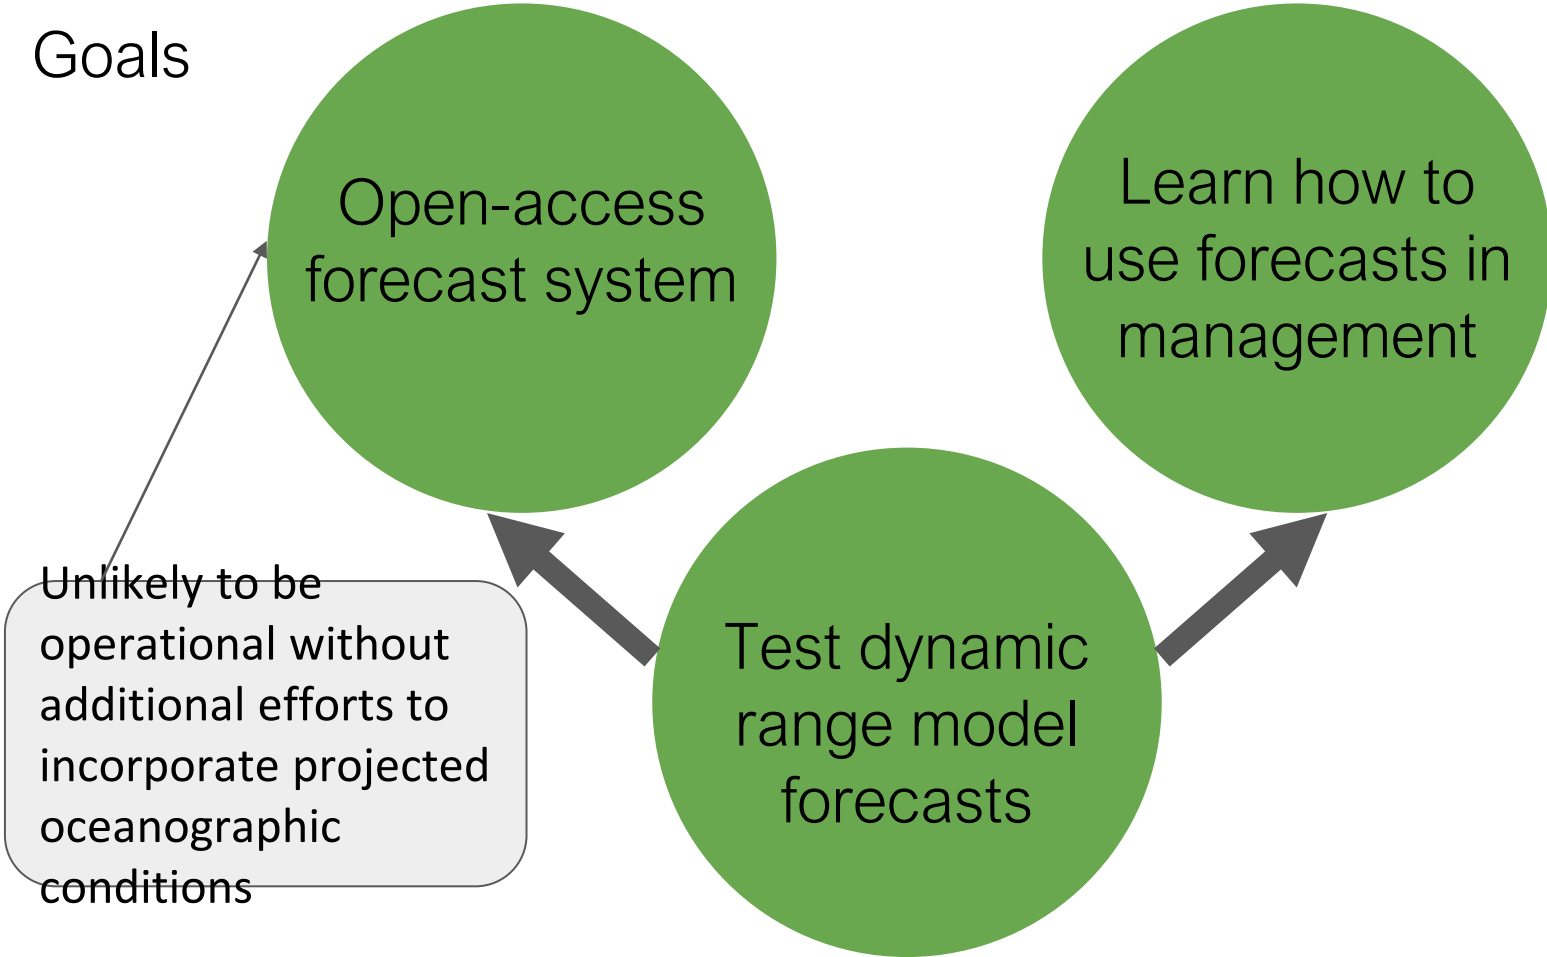 Goals
Open-access
forecast system
Learn how to
use forecasts in
management
Unlikely to be
operational without
additional efforts to
incorporate projected
oceanographic
conditions
Test dynamic
range model
forecasts